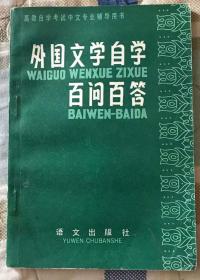 高等自学考试中文专业辅导用书
外国文学自学
WAIGUO WENXUE ZIXUE
百问百答
BAIWEN-BAIDA
语文出版社
YUWEN CHUBANSHE